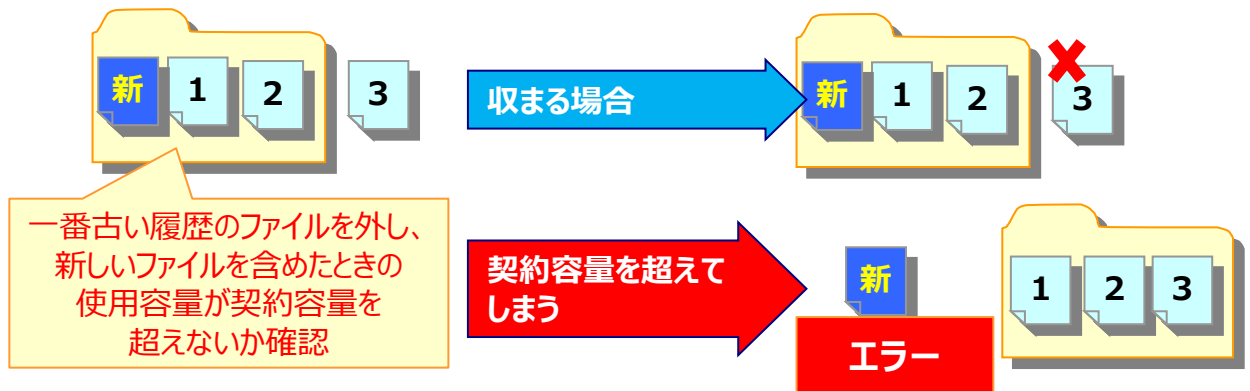 新 1 2 3
収まる場合
新 1 2 3
一番古い履歴のファイルを外し、
新しいファイルを含めたときの
使用容量が契約容量を
超えないか確認
契約容量を超えて
しまう
新
エラー
1 2 3